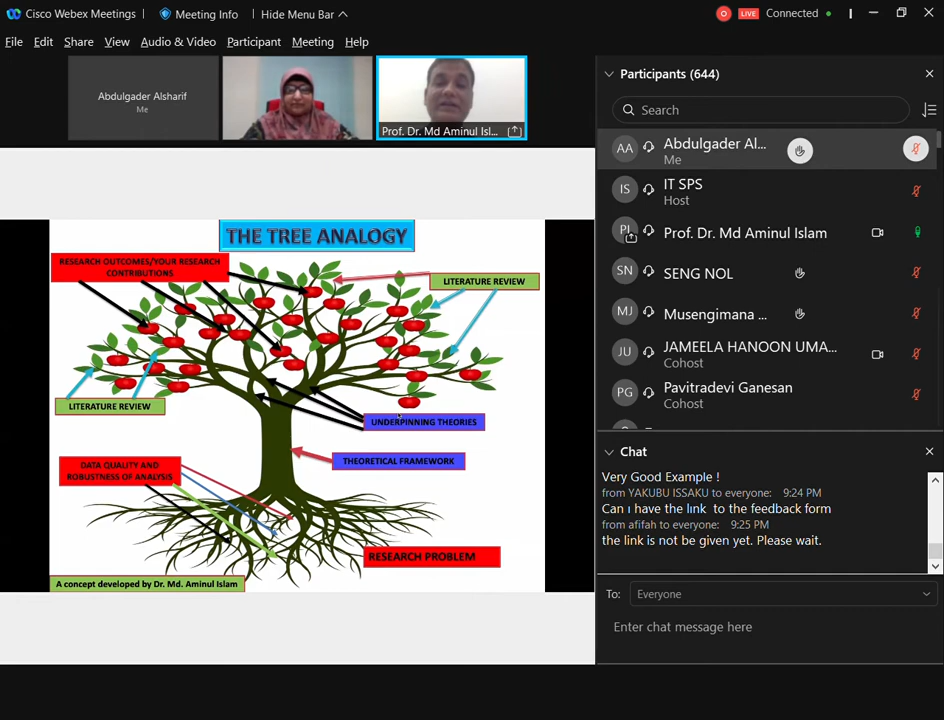 Cisco Webex Meetings
Meeting Info
Hide Menu Bar
LIVE
Connected
File Edit Share View Audio & Video Participant Meeting Help
Abdulgader Alsharif
Me
Prof. Dr. Md Aminul Isl...
THE TREE ANALOGY
RESEARCH OUTCOMES/YOUR RESEARCH
CONTRIBUTIONS
LITERATURE REVIEW
LITERATURE REVIEW
UNDERPINNING THEORIES
THEORETICAL FRAMEWORK
DATA QUALITY AND
ROBUSTNESS OF ANALYSIS
RESEARCH PROBLEM
A concept developed by Dr. Md. Aminul Islam
Participants (644)
Search
AA
Abdulgader Al...
Me
IS
IT SPS
Host
PI
Prof. Dr. Md Aminul Islam
SN
SENG NOL
MJ
Musengimana ...
JU
JAMEELA HANOON UMA...
Cohost
PG
Pavitradevi Ganesan
Cohost
Chat
Very Good Example !
from YAKUBU ISSAKU to everyone: 9:24 PM
Can ı have the link to the feedback form
from afifah to everyone: 9:25 PM
the link is not be given yet. Please wait.
To: Everyone
Enter chat message here